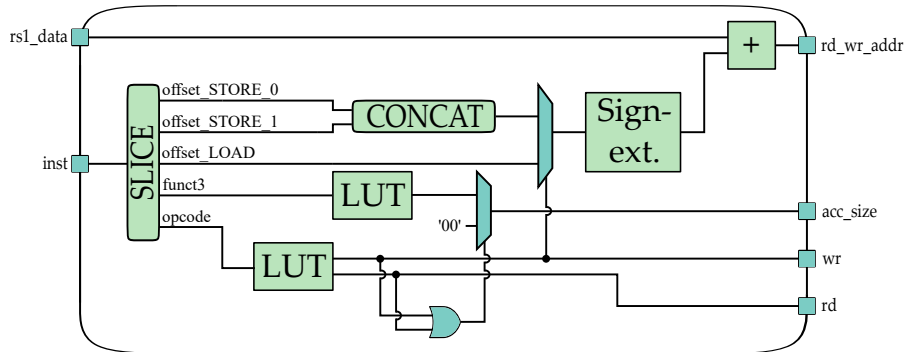 rs1_data
+
rd_wr_addr
offset_STORE_0
CONCAT
Sign-
ext.
offset_STORE_1
SLICE
inst
offset_LOAD
funct3
LUT
'00'
acc_size
opcode
LUT
wr
rd